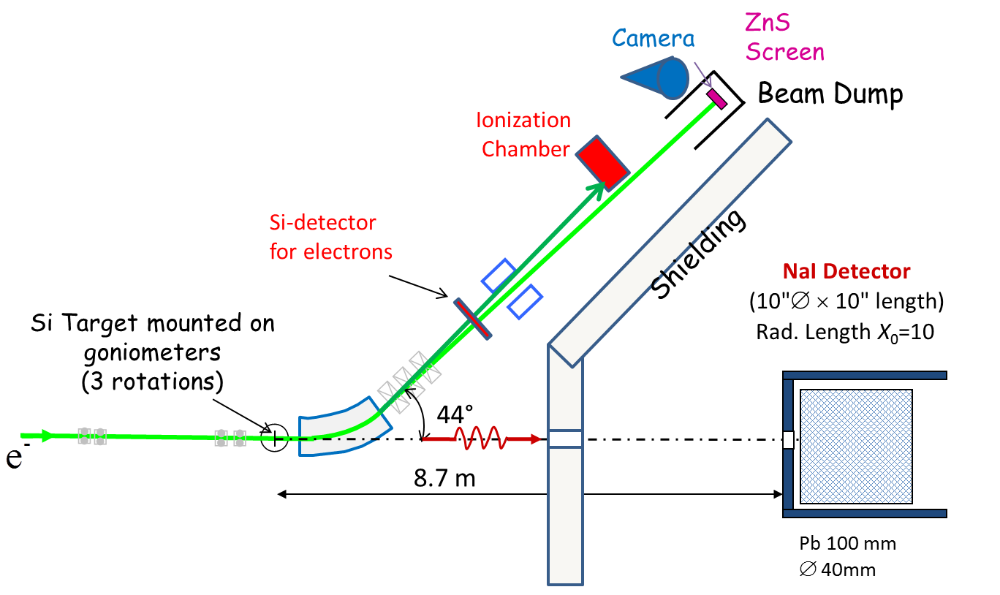 ZnS
Screen
Camera
Beam Dump
Ionization
Chamber
Si-detector
for electrons
Shielding
NaI Detector
(10"∅ × 10" length)
Rad. Length X₀=10
Si Target mounted on
goniometers
(3 rotations)
44°
e⁻
8.7 m
Pb 100 mm
∅ 40mm